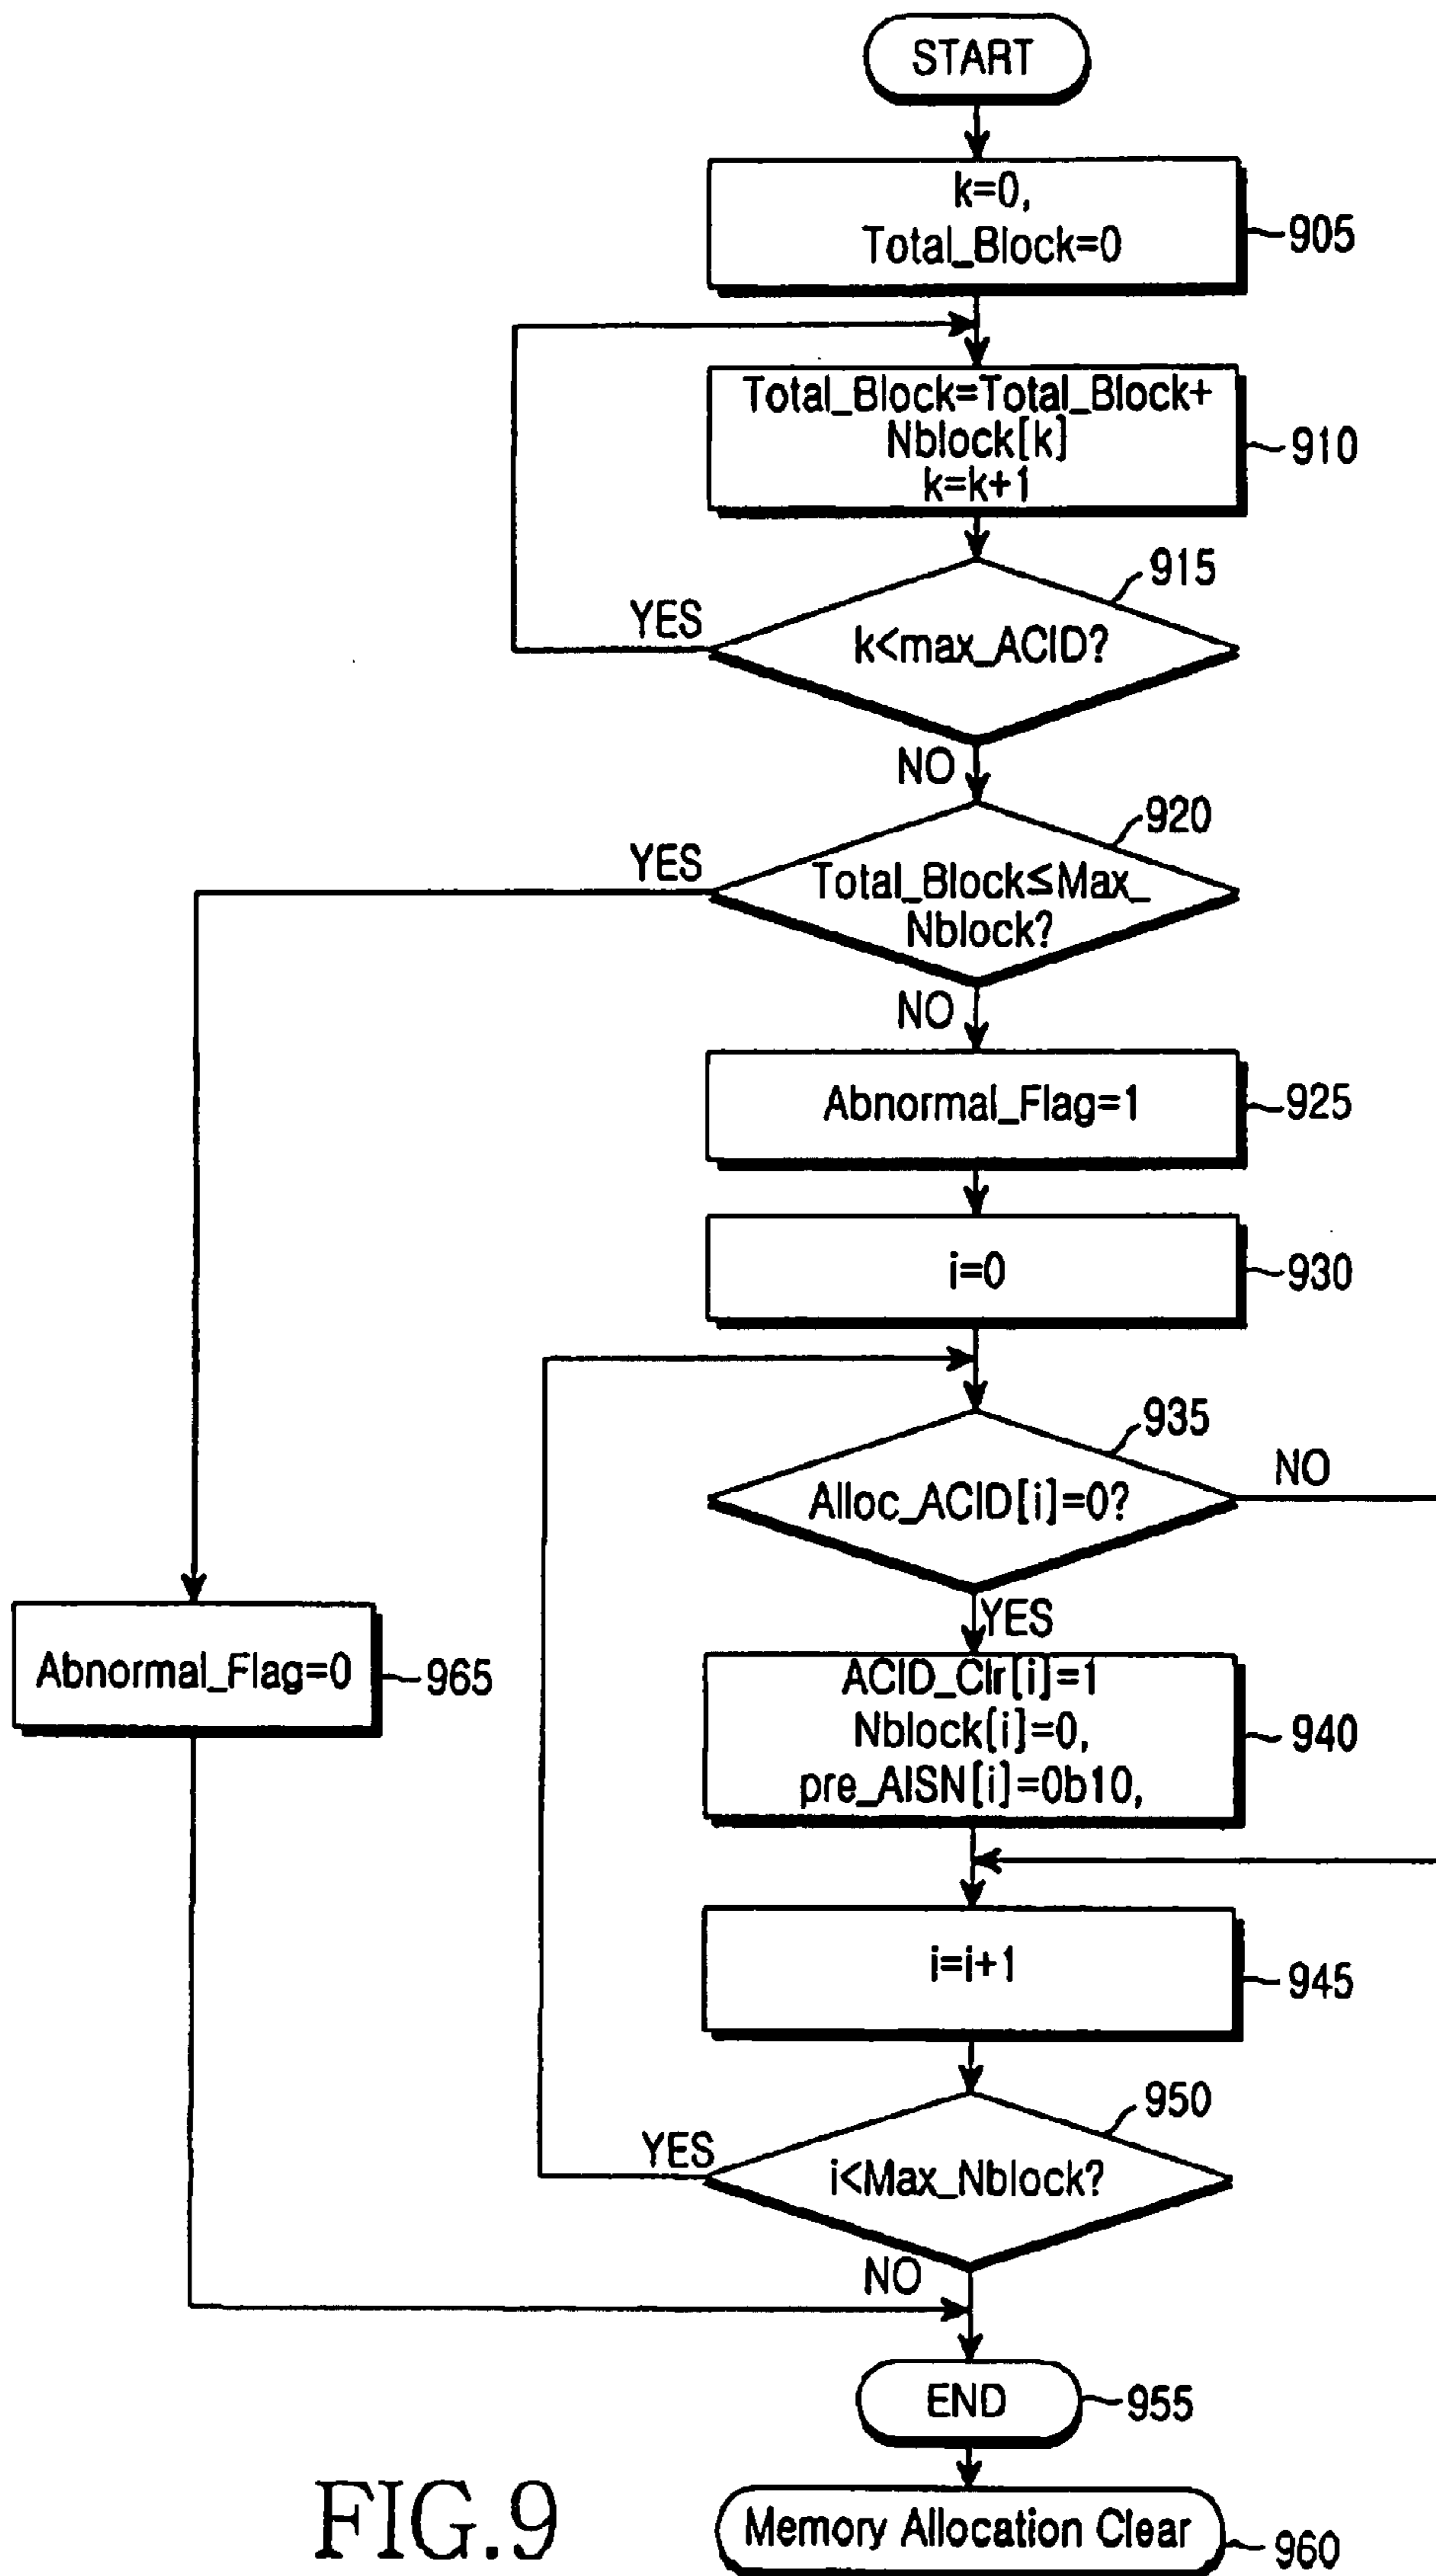 START
k=0,
Total_Block=0
905
Total_Block=Total_Block+
Nblock[k]
k=k+1
910
915
YES
k<max_ACID?
NO
920
YES
Total_Block≤Max_
Nblock?
NO
Abnormal_Flag=1
925
i=0
930
935
Alloc_ACID[i]=0?
NO
YES
Abnormal_Flag=0
965
ACID_Clr[i]=1
Nblock[i]=0,
pre_AISN[i]=0b10,
940
i=i+1
945
950
YES
i<Max_Nblock?
NO
END
955
Memory Allocation Clear
960
FIG.9